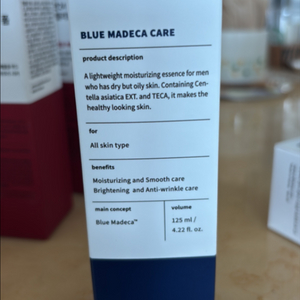 BLUE MADECA CARE
product description
A lightweight moisturizing essence for men
who has dry but oily skin. Containing Cen-
tella asiatica EXT. and TECA, it makes the
healthy looking skin.
for
All skin type
benefits
Moisturizing and Smooth care
Brightening and Anti-wrinkle care
main concept
Blue Madeca™
volume
125 ml /
4.22 fl. oz.